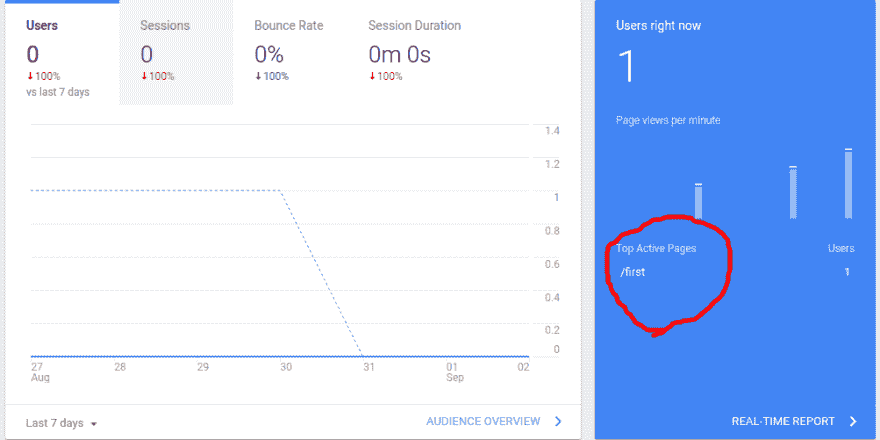 Users Sessions Bounce Rate Session Duration
0 0 0% 0m 0s
↓100% ↓100% ↓100% ↓100%
vs last 7 days
1.4
1.2
1
0.8
0.6
0.4
0.2
0
27 28 29 30 31 01 02
Aug Sep
Last 7 days
AUDIENCE OVERVIEW
Users right now
1
Page views per minute
Top Active Pages Users
/first 1
REAL-TIME REPORT